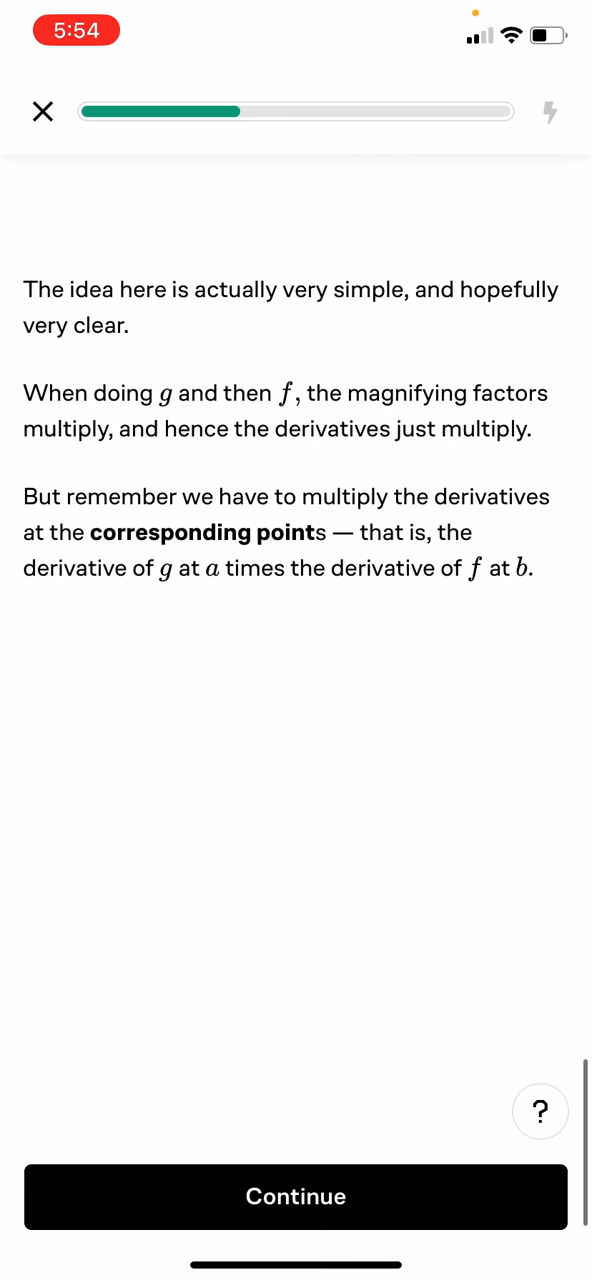 5:54
The idea here is actually very simple, and hopefully
very clear.
When doing g and then f, the magnifying factors
multiply, and hence the derivatives just multiply.
But remember we have to multiply the derivatives
at the corresponding points — that is, the
derivative of g at a times the derivative of f at b.
?
Continue